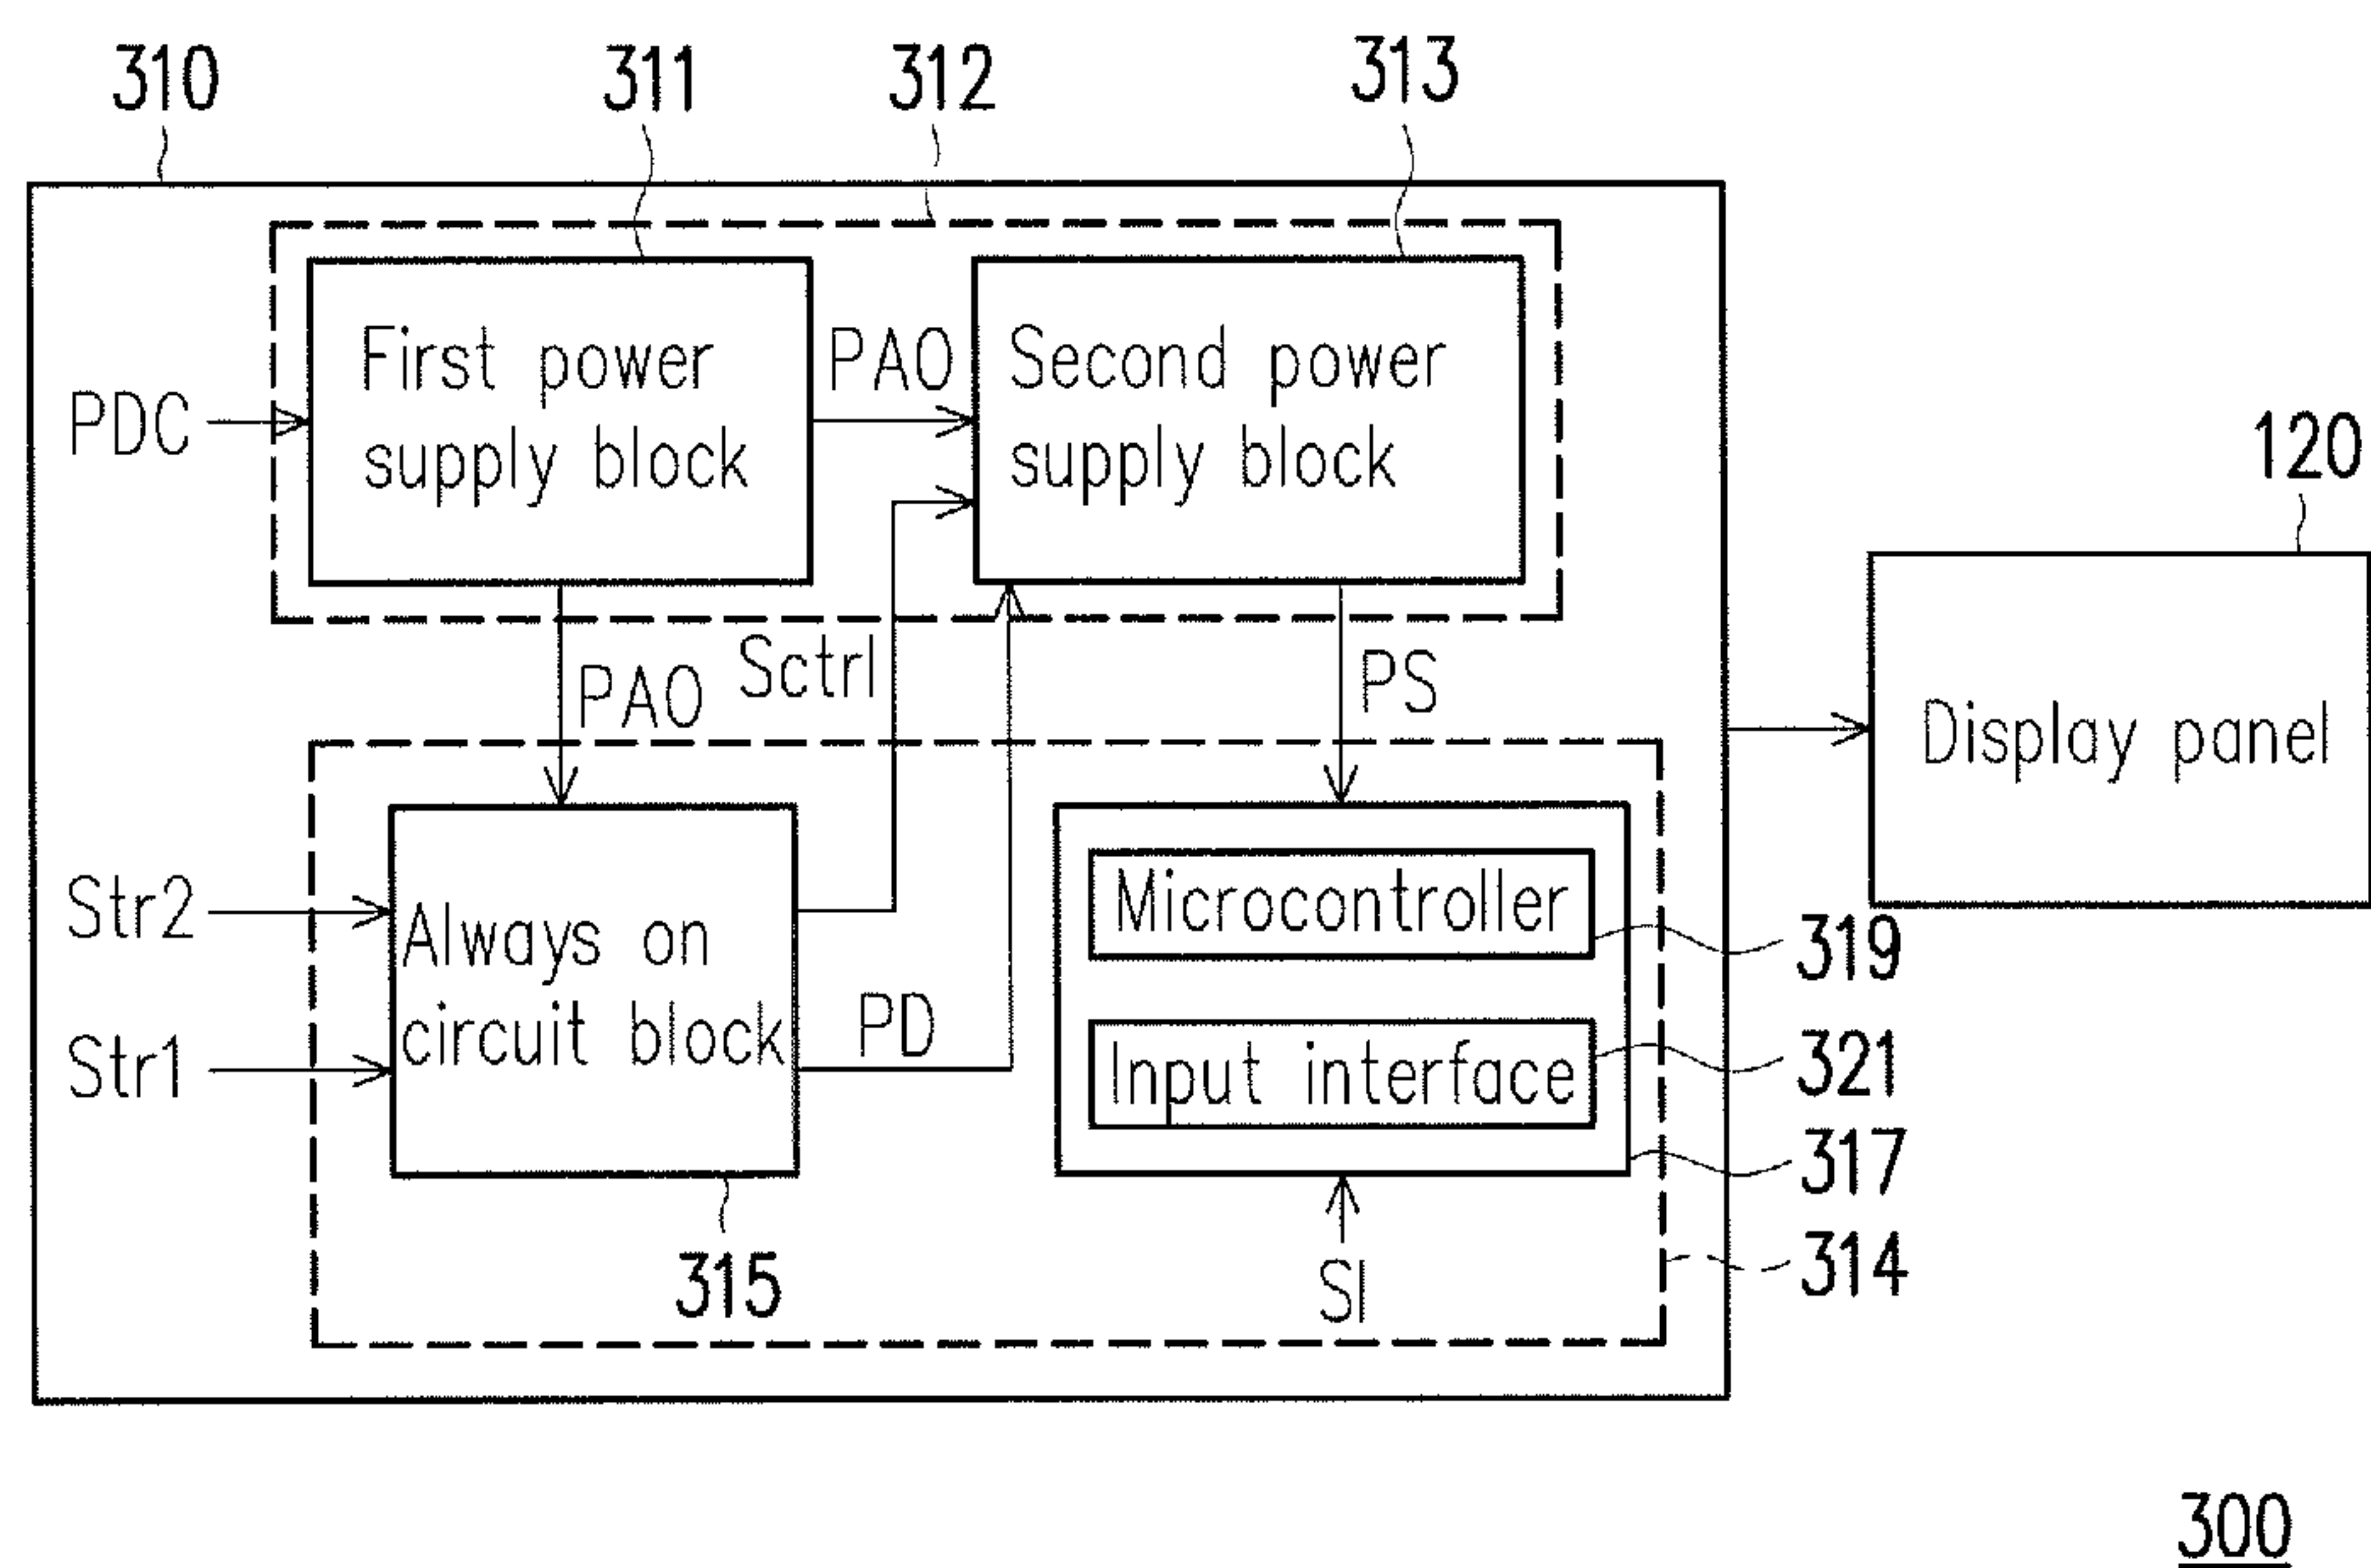 310
311
312
313
First power
supply block
PAO
Second power
supply block
PDC
120
Sctrl
PAO
PS
Display panel
Str2
Always on
circuit block
Str1
PD
Microcontroller
319
Input interface
321
317
315
SI
314
300